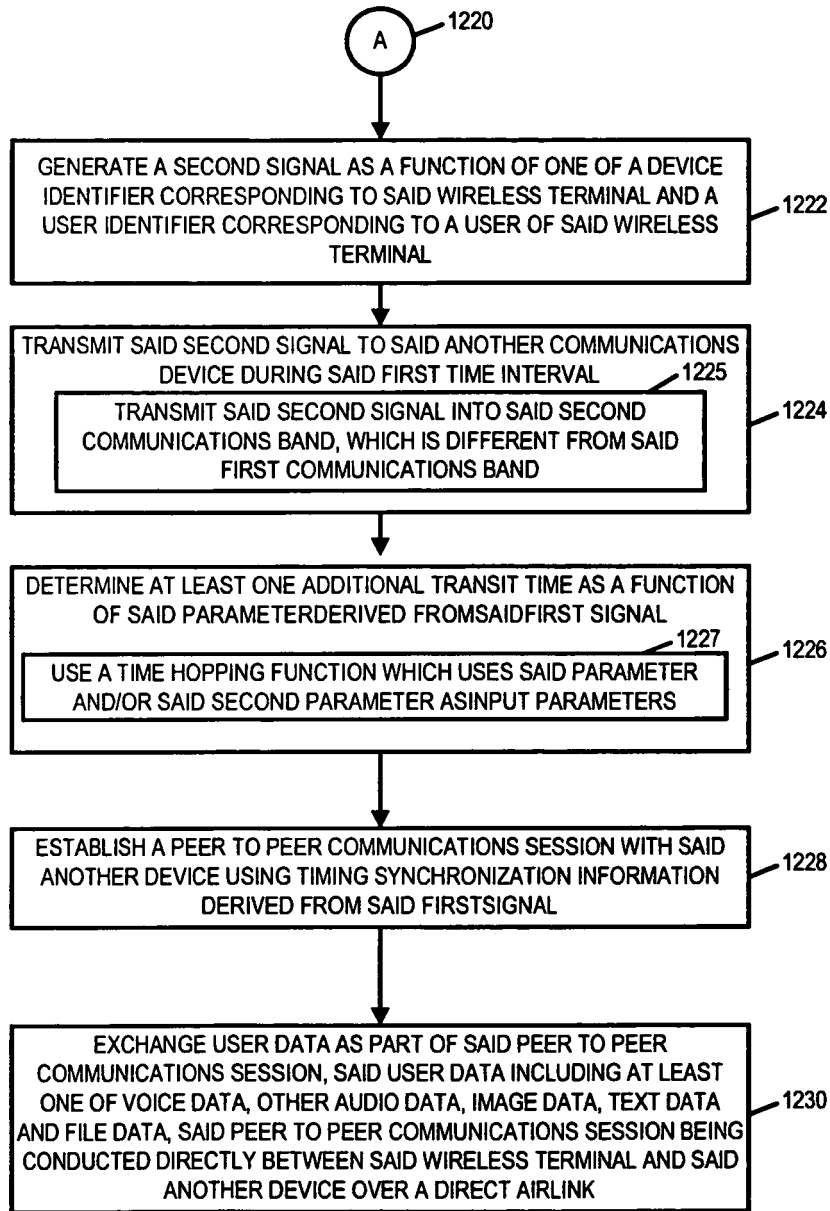 A
1220
GENERATE A SECOND SIGNAL AS A FUNCTION OF ONE OF A DEVICE
IDENTIFIER CORRESPONDING TO SAID WIRELESS TERMINAL AND A
USER IDENTIFIER CORRESPONDING TO A USER OF SAID WIRELESS
TERMINAL
1222
TRANSMIT SAID SECOND SIGNAL TO SAID ANOTHER COMMUNICATIONS
DEVICE DURING SAID FIRST TIME INTERVAL
1225
TRANSMIT SAID SECOND SIGNAL INTO SAID SECOND
COMMUNICATIONS BAND, WHICH IS DIFFERENT FROM SAID
FIRST COMMUNICATIONS BAND
1224
DETERMINE AT LEAST ONE ADDITIONAL TRANSIT TIME AS A FUNCTION
OF SAID PARAMETERDERIVED FROMSAIDFIRST SIGNAL
1227
USE A TIME HOPPING FUNCTION WHICH USES SAID PARAMETER
AND/OR SAID SECOND PARAMETER ASINPUT PARAMETERS
1226
ESTABLISH A PEER TO PEER COMMUNICATIONS SESSION WITH SAID
ANOTHER DEVICE USING TIMING SYNCHRONIZATION INFORMATION
DERIVED FROM SAID FIRSTSIGNAL
1228
EXCHANGE USER DATA AS PART OF SAID PEER TO PEER
COMMUNICATIONS SESSION, SAID USER DATA INCLUDING AT LEAST
ONE OF VOICE DATA, OTHER AUDIO DATA, IMAGE DATA, TEXT DATA
AND FILE DATA, SAID PEER TO PEER COMMUNICATIONS SESSION BEING
CONDUCTED DIRECTLY BETWEEN SAID WIRELESS TERMINAL AND SAID
ANOTHER DEVICE OVER A DIRECT AIRLINK
1230